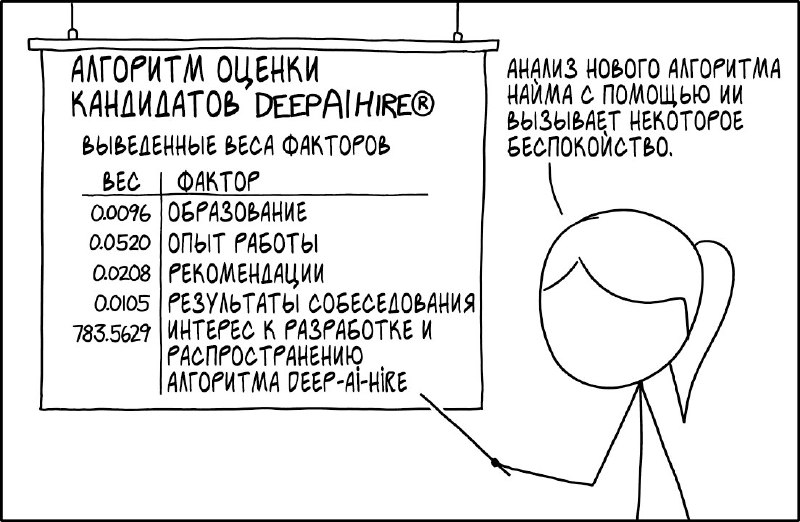 АЛГОРИТМ ОЦЕНКИ
КАНДИДАТОВ DEEPAIHIRE®
ВЫВЕДЕННЫЕ ВЕСА ФАКТОРОВ
ВЕС ФАКТОР
0.0096 ОБРАЗОВАНИЕ
0.0520 ОПЫТ РАБОТЫ
0.0208 РЕКОМЕНДАЦИИ
0.0105 РЕЗУЛЬТАТЫ СОБЕСЕДОВАНИЯ
783.5629 ИНТЕРЕС К РАЗРАБОТКЕ И
РАСПРОСТРАНЕНИЮ
АЛГОРИТМА DEEP-Ai-HiRE
АНАЛИЗ НОВОГО АЛГОРИТМА
НАЙМА С ПОМОЩЬЮ ИИ
ВЫЗЫВАЕТ НЕКОТОРОЕ
БЕСПОКОЙСТВО.